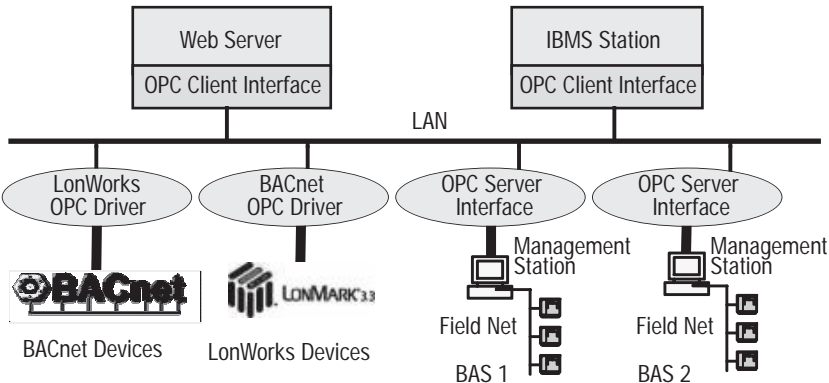 Web Server
OPC Client Interface
IBMS Station
OPC Client Interface
LAN
LonWorks
OPC Driver
BACnet
OPC Driver
OPC Server
Interface
OPC Server
Interface
BACnet
LONMARK 3.3
Management
Station
Management
Station
Field Net
Field Net
BACnet Devices
LonWorks Devices
BAS 1
BAS 2